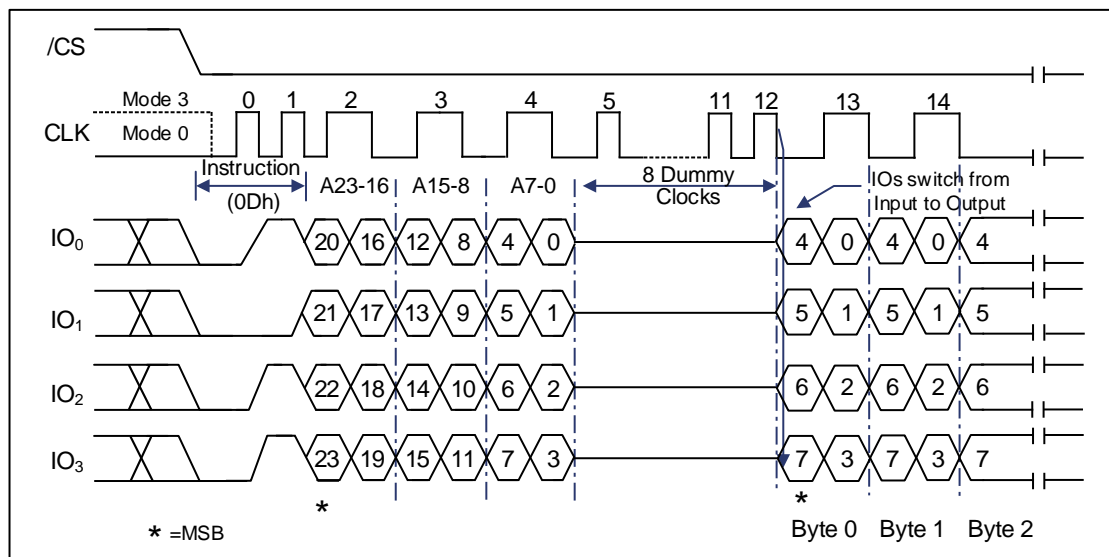 /CS
Mode 3 0 1 2 3 4 5 11 12 13 14
CLK Mode 0
Instruction A23-16 A15-8 A7-0 8 Dummy IOs switch from
(0Dh) Clocks Input to Output
IO0 20 16 12 8 4 0 4 0 4 0 4
IO1 21 17 13 9 5 1 5 1 5 1 5
IO2 22 18 14 10 6 2 6 2 6 2 6
IO3 23 19 15 11 7 3 7 3 7 3 7
* *
* =MSB Byte 0 Byte 1 Byte 2